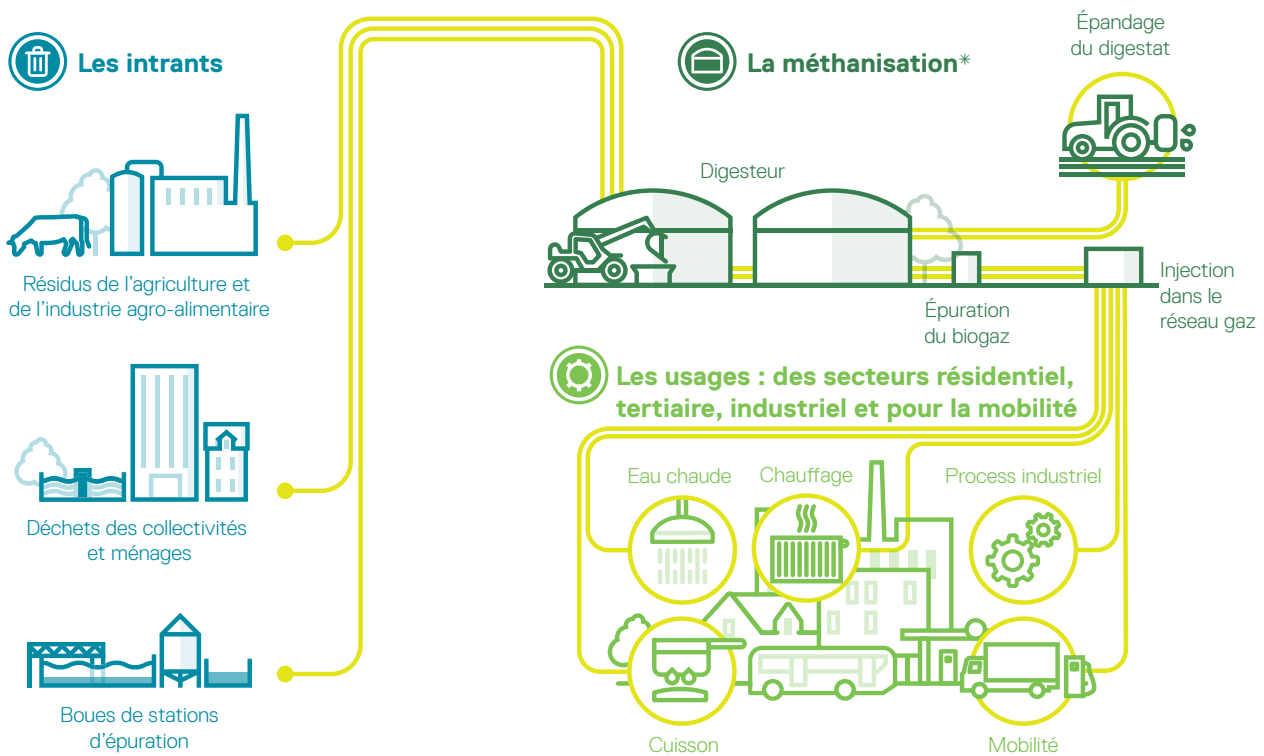 Les intrants
Résidus de l'agriculture et
de l'industrie agro-alimentaire
Déchets des collectivités
et ménages
Boues de stations
d'épuration
La méthanisation*
Digesteur
Épandage
du digestat
Épuration
du biogaz
Injection
dans le
réseau gaz
Les usages : des secteurs résidentiel,
tertiaire, industriel et pour la mobilité
Eau chaude
Chauffage
Process industriel
Cuisson
Mobilité